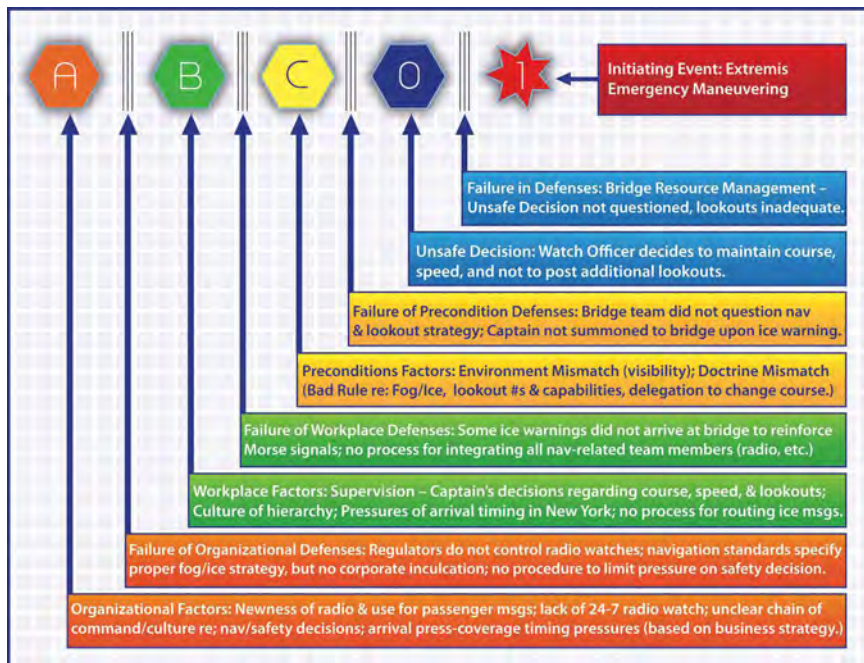 A
B
C
0
1
Initiating Event: Extremis
Emergency Maneuvering
Failure in Defenses: Bridge Resource Management –
Unsafe Decision not questioned, lookouts inadequate.
Unsafe Decision: Watch Officer decides to maintain course,
speed, and not to post additional lookouts.
Failure of Precondition Defenses: Bridge team did not question nav
& lookout strategy; Captain not summoned to bridge upon ice warning.
Preconditions Factors: Environment Mismatch (visibility); Doctrine Mismatch
(Bad Rule re: Fog/Ice, lookout #s & capabilities, delegation to change course.)
Failure of Workplace Defenses: Some ice warnings did not arrive at bridge to reinforce
Morse signals; no process for integrating all nav-related team members (radio, etc.)
Workplace Factors: Supervision – Captain's decisions regarding course, speed, & lookouts;
Culture of hierarchy; Pressures of arrival timing in New York; no process for routing ice msgs.
Failure of Organizational Defenses: Regulators do not control radio watches; navigation standards specify
proper fog/ice strategy, but no corporate inculcation; no procedure to limit pressure on safety decision.
Organizational Factors: Newness of radio & use for passenger msgs; lack of 24-7 radio watch; unclear chain of
command/culture re; nav/safety decisions; arrival press-coverage timing pressures (based on business strategy.)